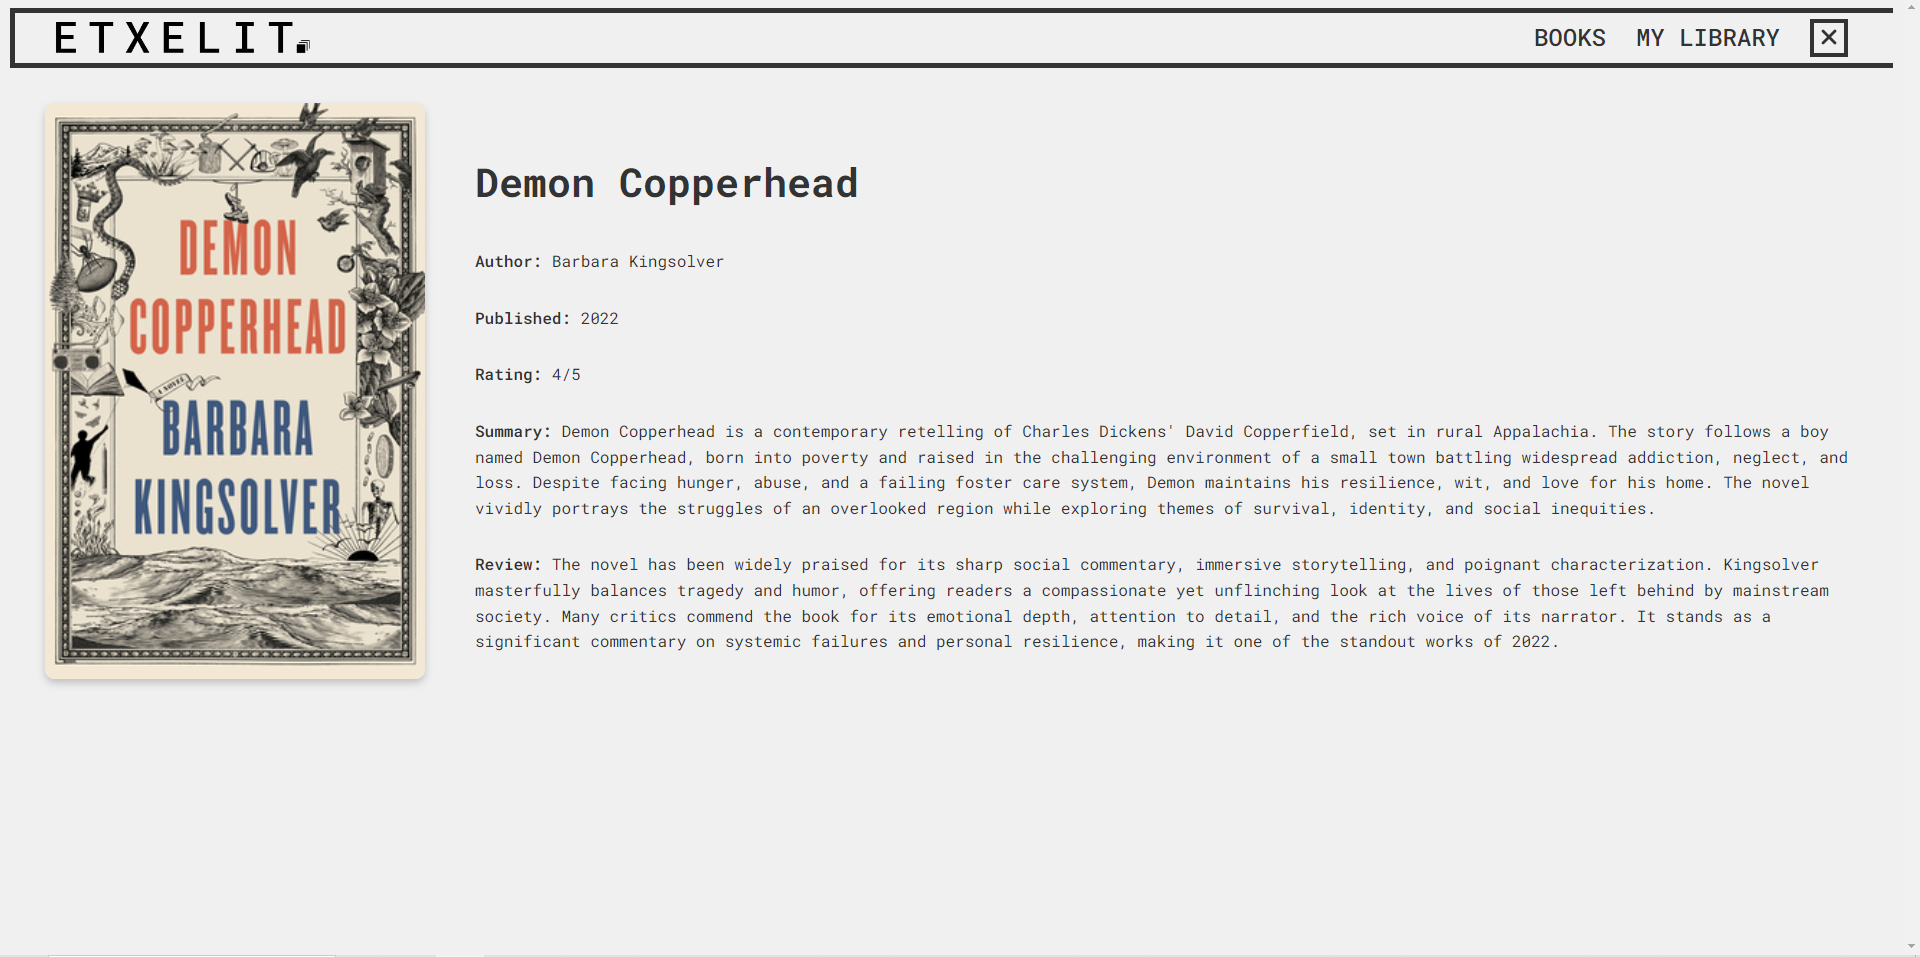 ETXELIT.
BOOKS MY LIBRARY
DEMON
COPPERHEAD
A NOVEL
BARBARA
KINGSOLVER
Demon Copperhead
Author: Barbara Kingsolver
Published: 2022
Rating: 4/5
Summary: Demon Copperhead is a contemporary retelling of Charles Dickens' David Copperfield, set in rural Appalachia. The story follows a boy
named Demon Copperhead, born into poverty and raised in the challenging environment of a small town battling widespread addiction, neglect, and
loss. Despite facing hunger, abuse, and a failing foster care system, Demon maintains his resilience, wit, and love for his home. The novel
vividly portrays the struggles of an overlooked region while exploring themes of survival, identity, and social inequities.
Review: The novel has been widely praised for its sharp social commentary, immersive storytelling, and poignant characterization. Kingsolver
masterfully balances tragedy and humor, offering readers a compassionate yet unflinching look at the lives of those left behind by mainstream
society. Many critics commend the book for its emotional depth, attention to detail, and the rich voice of its narrator. It stands as a
significant commentary on systemic failures and personal resilience, making it one of the standout works of 2022.